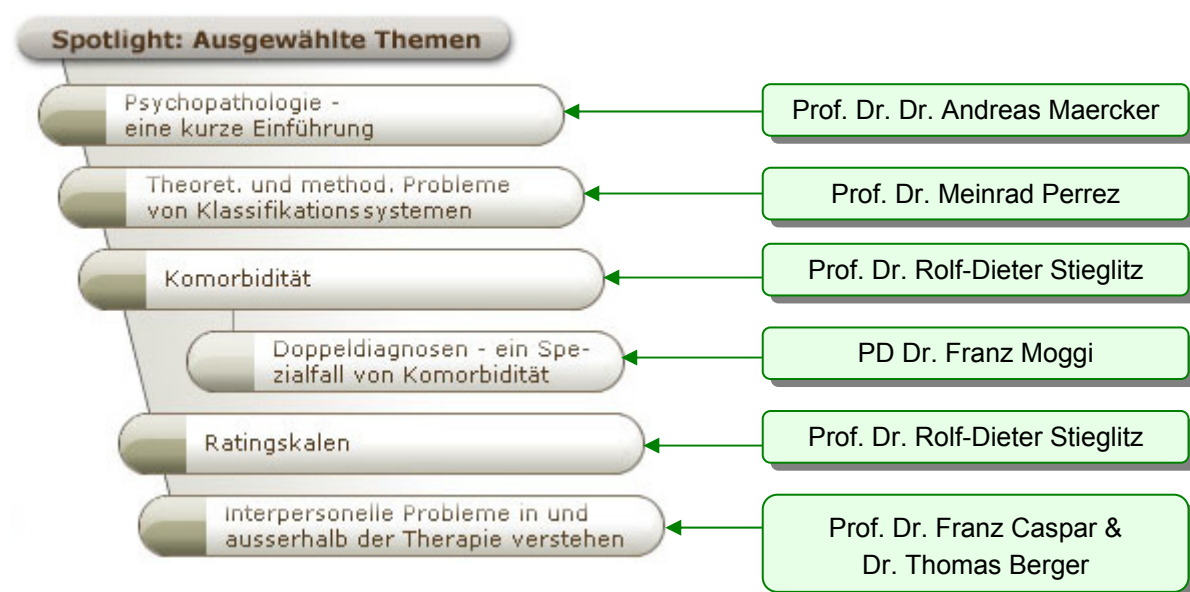 Spotlight: Ausgewählte Themen
Psychopathologie -
eine kurze Einführung
Prof. Dr. Dr. Andreas Maercker
Theoret. und method. Probleme
von Klassifikationssystemen
Prof. Dr. Meinrad Perrez
Komorbidität
Prof. Dr. Rolf-Dieter Stieglitz
Doppeldiagnosen - ein Spe-
zialfall von Komorbidität
PD Dr. Franz Moggi
Ratingskalen
Prof. Dr. Rolf-Dieter Stieglitz
Interpersonelle Probleme in und
ausserhalb der Therapie verstehen
Prof. Dr. Franz Caspar &
Dr. Thomas Berger